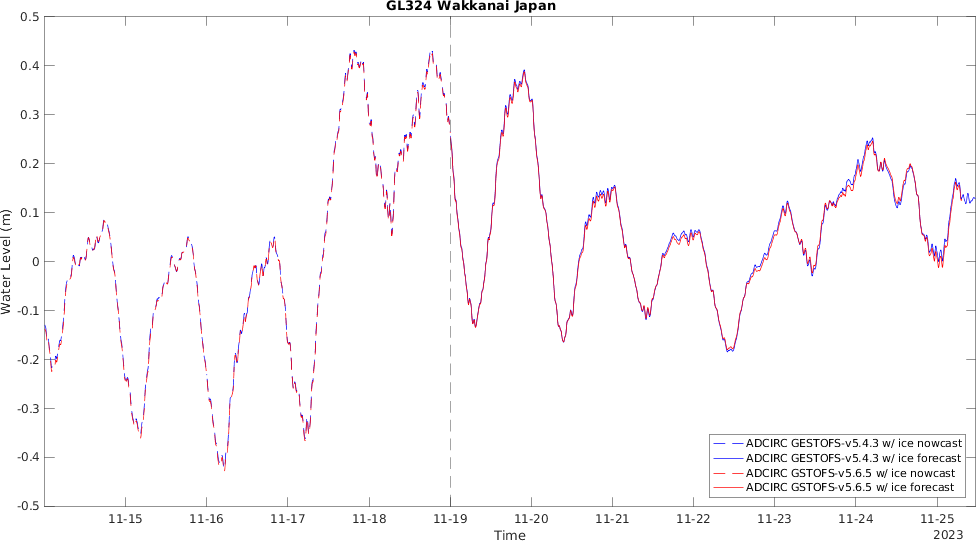 GL324 Wakkanai Japan
0.5
0.4
0.3
0.2
0.1
0
-0.1
-0.2
-0.3
-0.4
-0.5
Water Level (m)
11-15 11-16 11-17 11-18 11-19 11-20 11-21 11-22 11-23 11-24 11-25
Time
2023
ADCIRC GESTOFS-v5.4.3 w/ ice nowcast
ADCIRC GESTOFS-v5.4.3 w/ ice forecast
ADCIRC GSTOFS-v5.6.5 w/ ice nowcast
ADCIRC GSTOFS-v5.6.5 w/ ice forecast